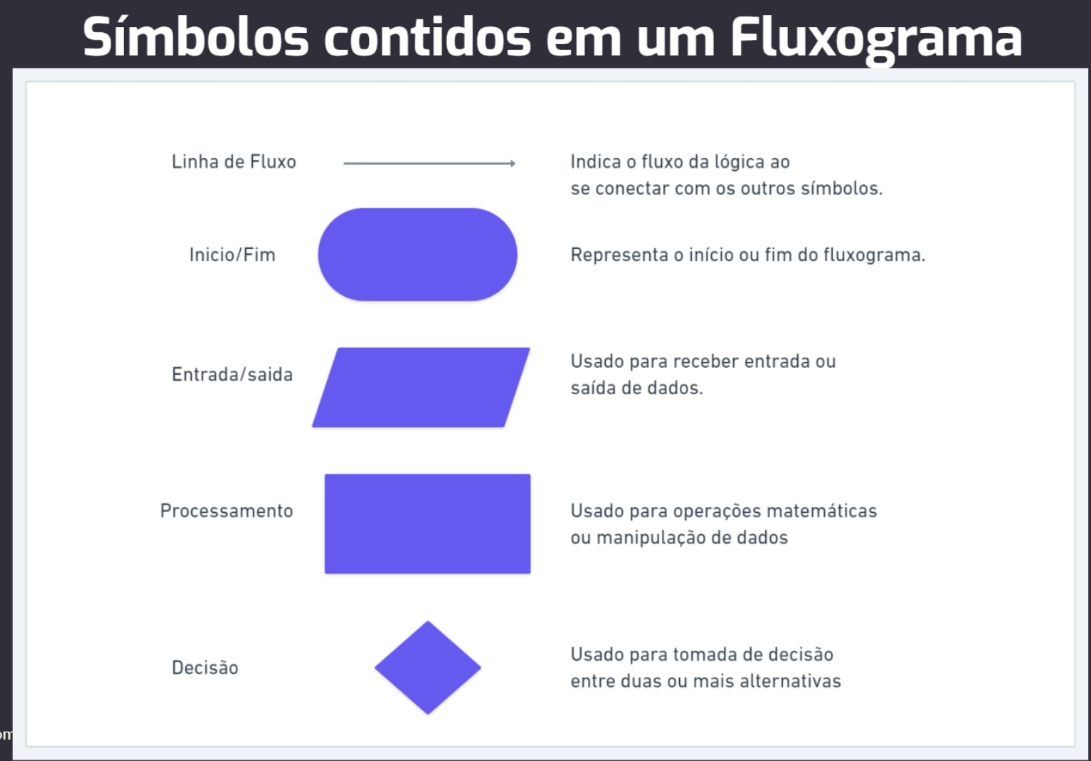 Símbolos contidos em um Fluxograma
Linha de Fluxo
Indica o fluxo da lógica ao
se conectar com os outros símbolos.
Inicio/Fim
Representa o início ou fim do fluxograma.
Entrada/saida
Usado para receber entrada ou
saída de dados.
Processamento
Usado para operações matemáticas
ou manipulação de dados
Decisão
Usado para tomada de decisão
entre duas ou mais alternativas